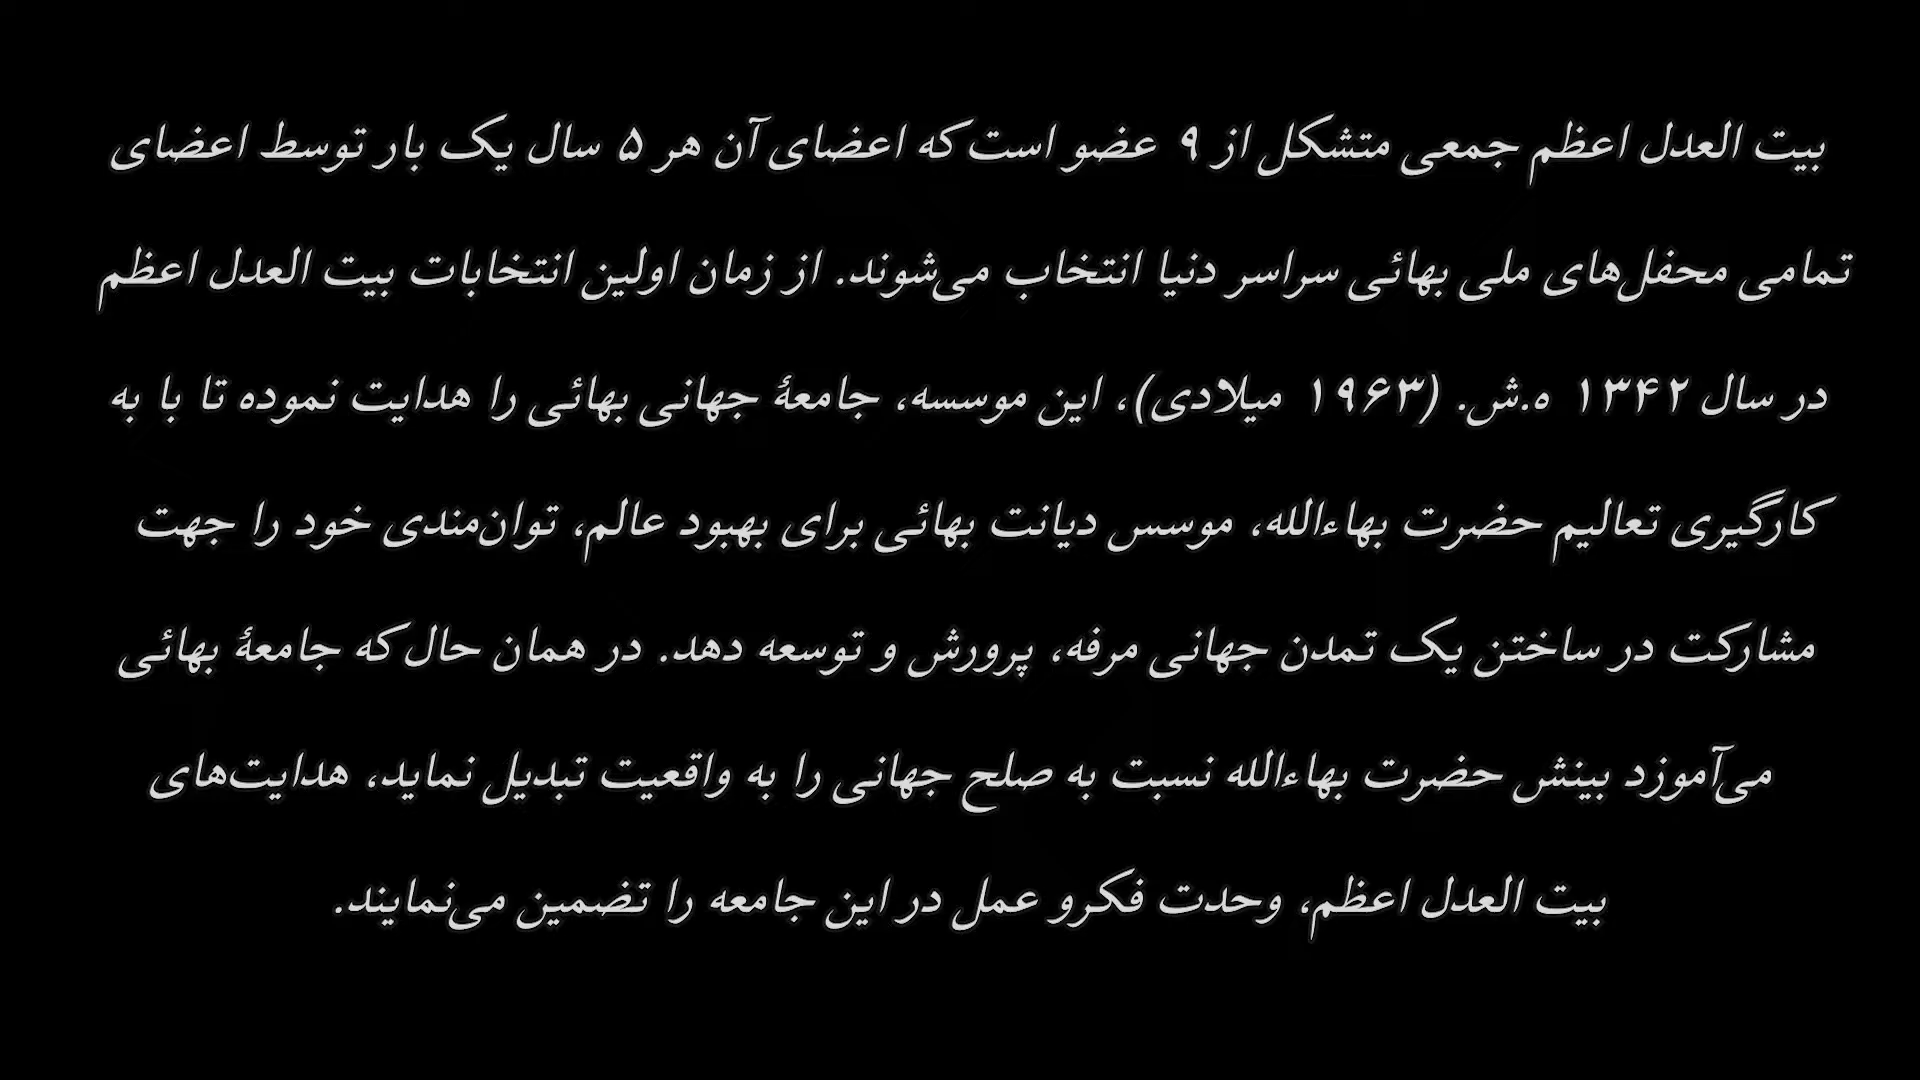 بیت العدل اعظم جمعی متشکل از ۹ عضو است که اعضای آن هر ۵ سال یک بار توسط اعضای
تمامی محفل‌های ملی بهائی سراسر دنیا انتخاب می‌شوند. از زمان اولین انتخابات بیت العدل اعظم
در سال ۱۳۴۲ ه.ش. (۱۹۶۳ میلادی)، این موسسه، جامعهٔ جهانی بهائی را هدایت نموده تا با به
کارگیری تعالیم حضرت بهاءالله، موسس دیانت بهائی برای بهبود عالم، توان‌مندی خود را جهت
مشارکت در ساختن یک تمدن جهانی مرفه، پرورش و توسعه دهد. در همان حال که جامعهٔ بهائی
می‌آموزد بینش حضرت بهاءالله نسبت به صلح جهانی را به واقعیت تبدیل نماید، هدایت‌های
بیت العدل اعظم، وحدت فکر و عمل در این جامعه را تضمین می‌نمایند.